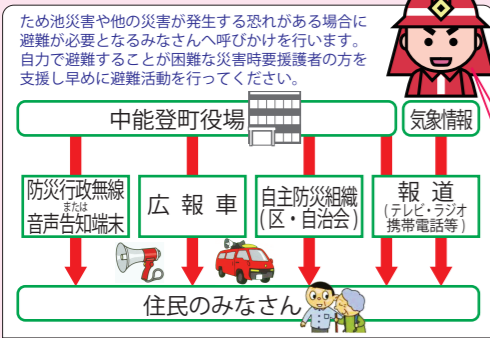 ため池災害や他の災害が発生する恐れがある場合に
避難が必要となるみなさんへ呼びかけを行います。
自力で避難することが困難な災害時要援護者の方を
支援し早めに避難活動を行ってください。
中能登町役場
気象情報
防災行政無線
または
音声告知端末
広報車
自主防災組織
(区・自治会)
報道
(テレビ・ラジオ
携帯電話等)
住民のみなさん